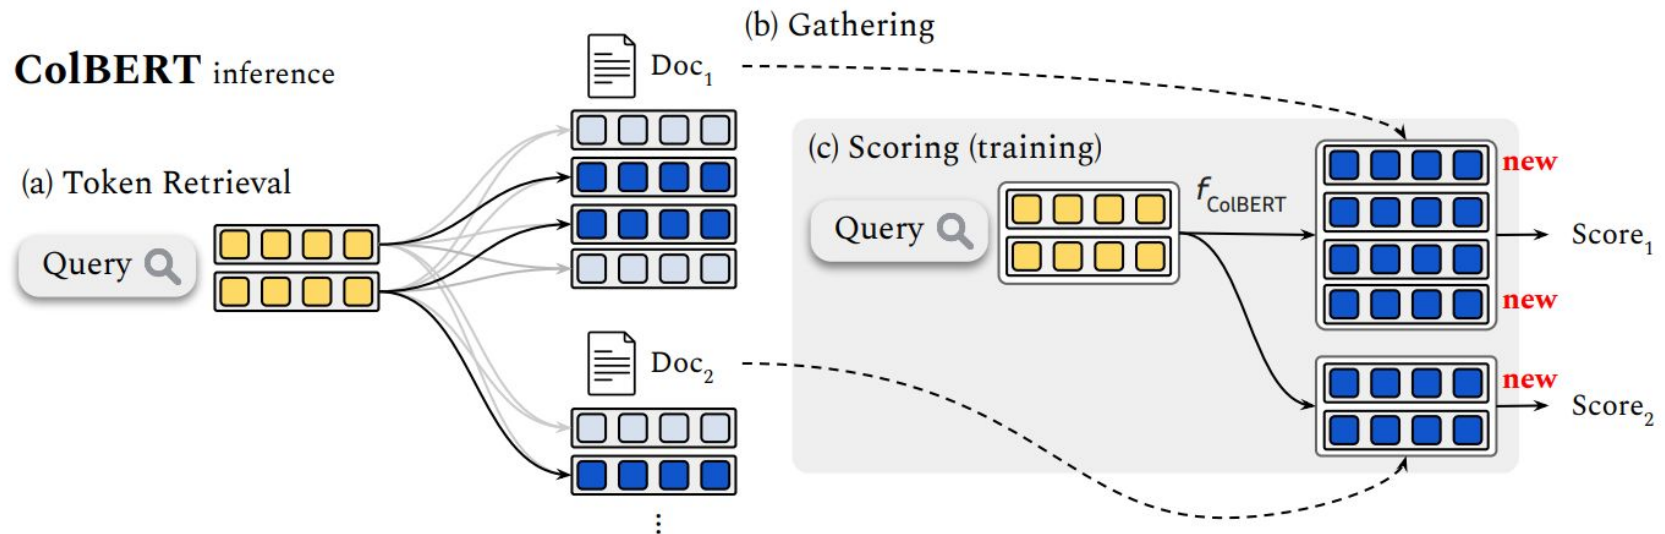 ColBERT inference
(a) Token Retrieval
Query
Doc1
Doc2
⋮
(b) Gathering
(c) Scoring (training)
Query
fColBERT
new
new
Score1
new
Score2